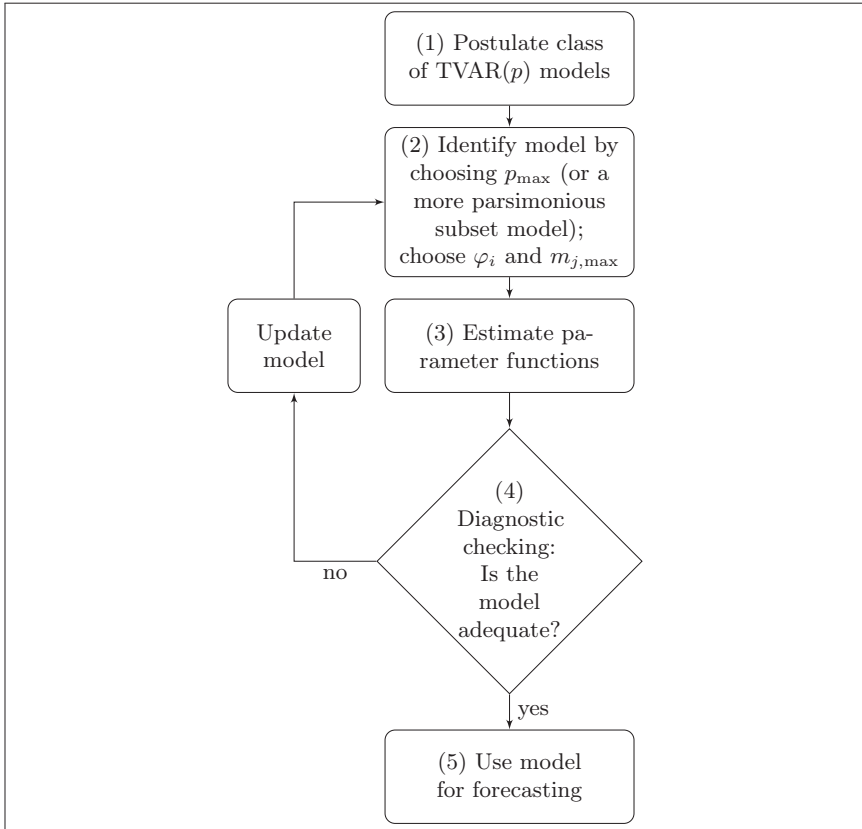 (1) Postulate class
of TVAR(p) models
(2) Identify model by
choosing p_max (or a
more parsimonious
subset model);
choose φ_i and m_j,max
Update
model
(3) Estimate pa-
rameter functions
(4)
Diagnostic
checking:
Is the
model
adequate?
no
yes
(5) Use model
for forecasting